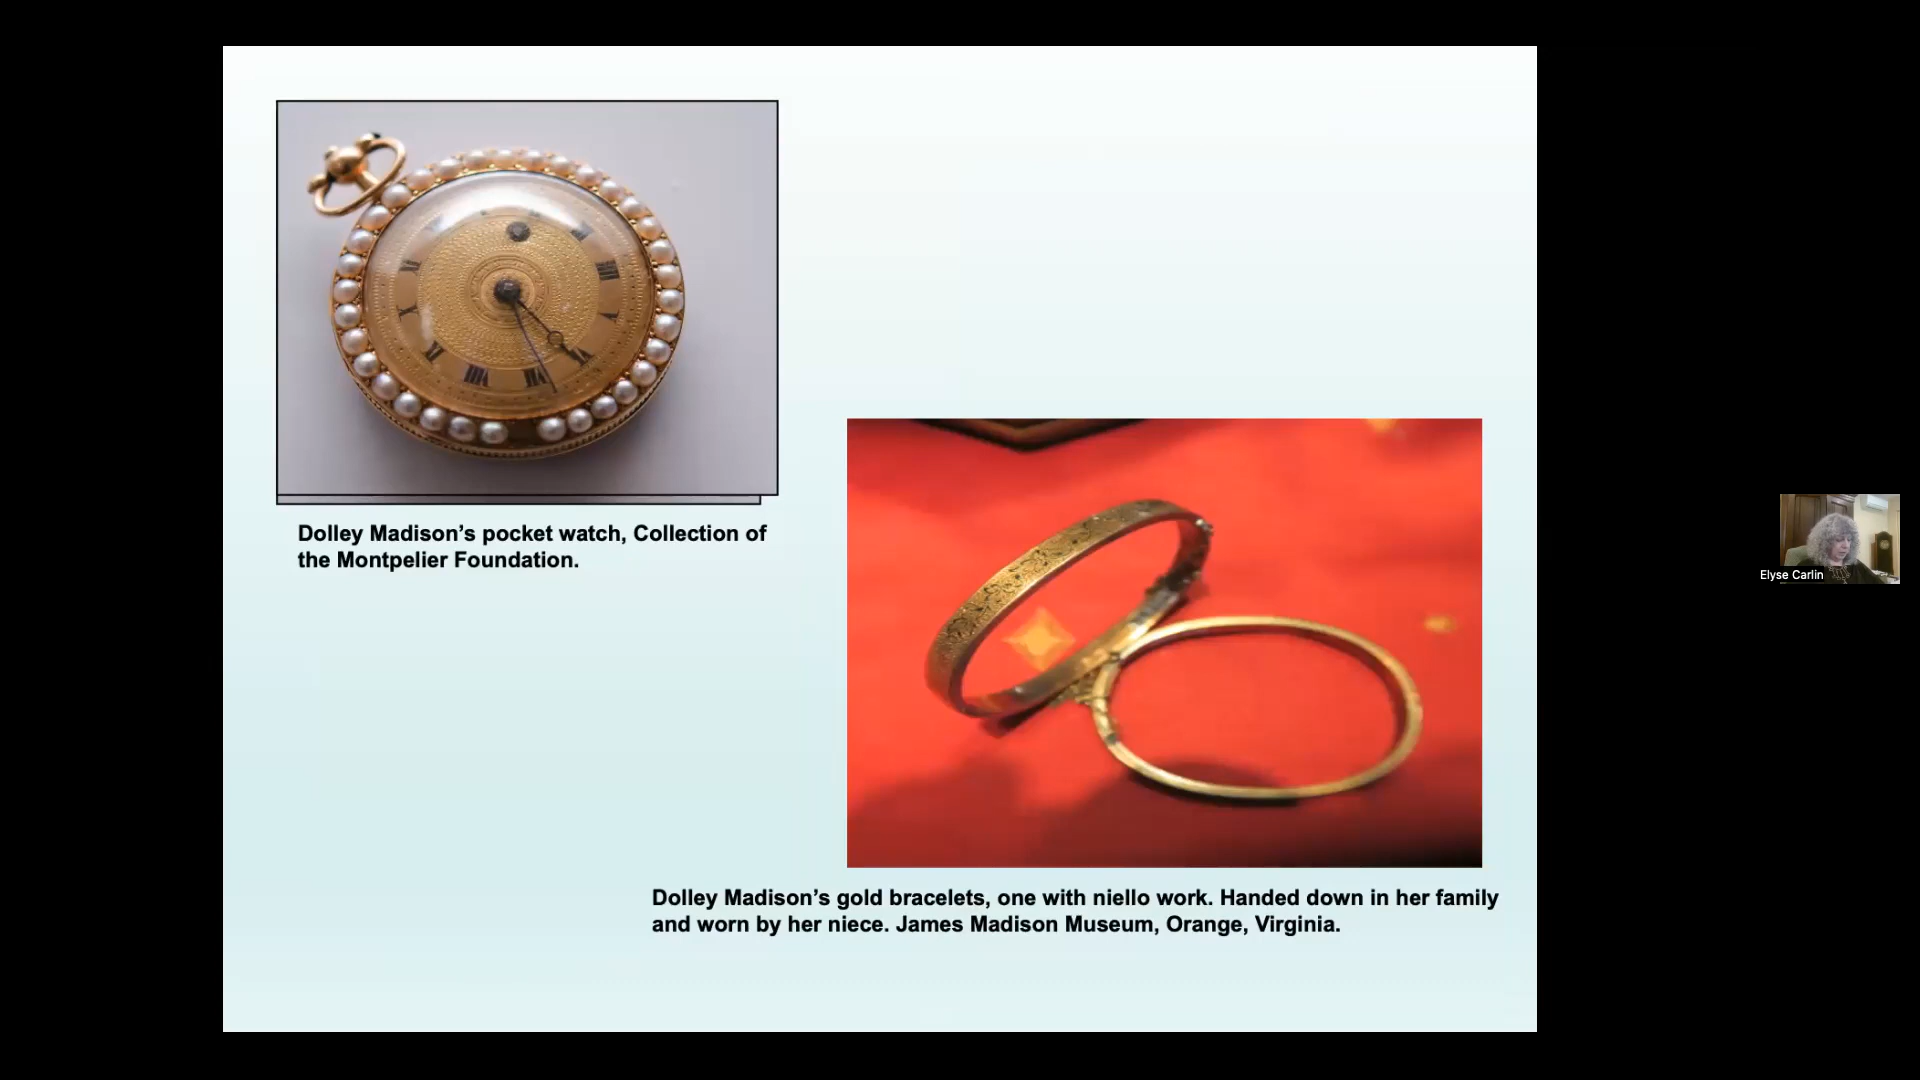 Dolley Madison’s pocket watch, Collection of
the Montpelier Foundation.
Dolley Madison’s gold bracelets, one with niello work. Handed down in her family
and worn by her niece. James Madison Museum, Orange, Virginia.
Elyse Carlin